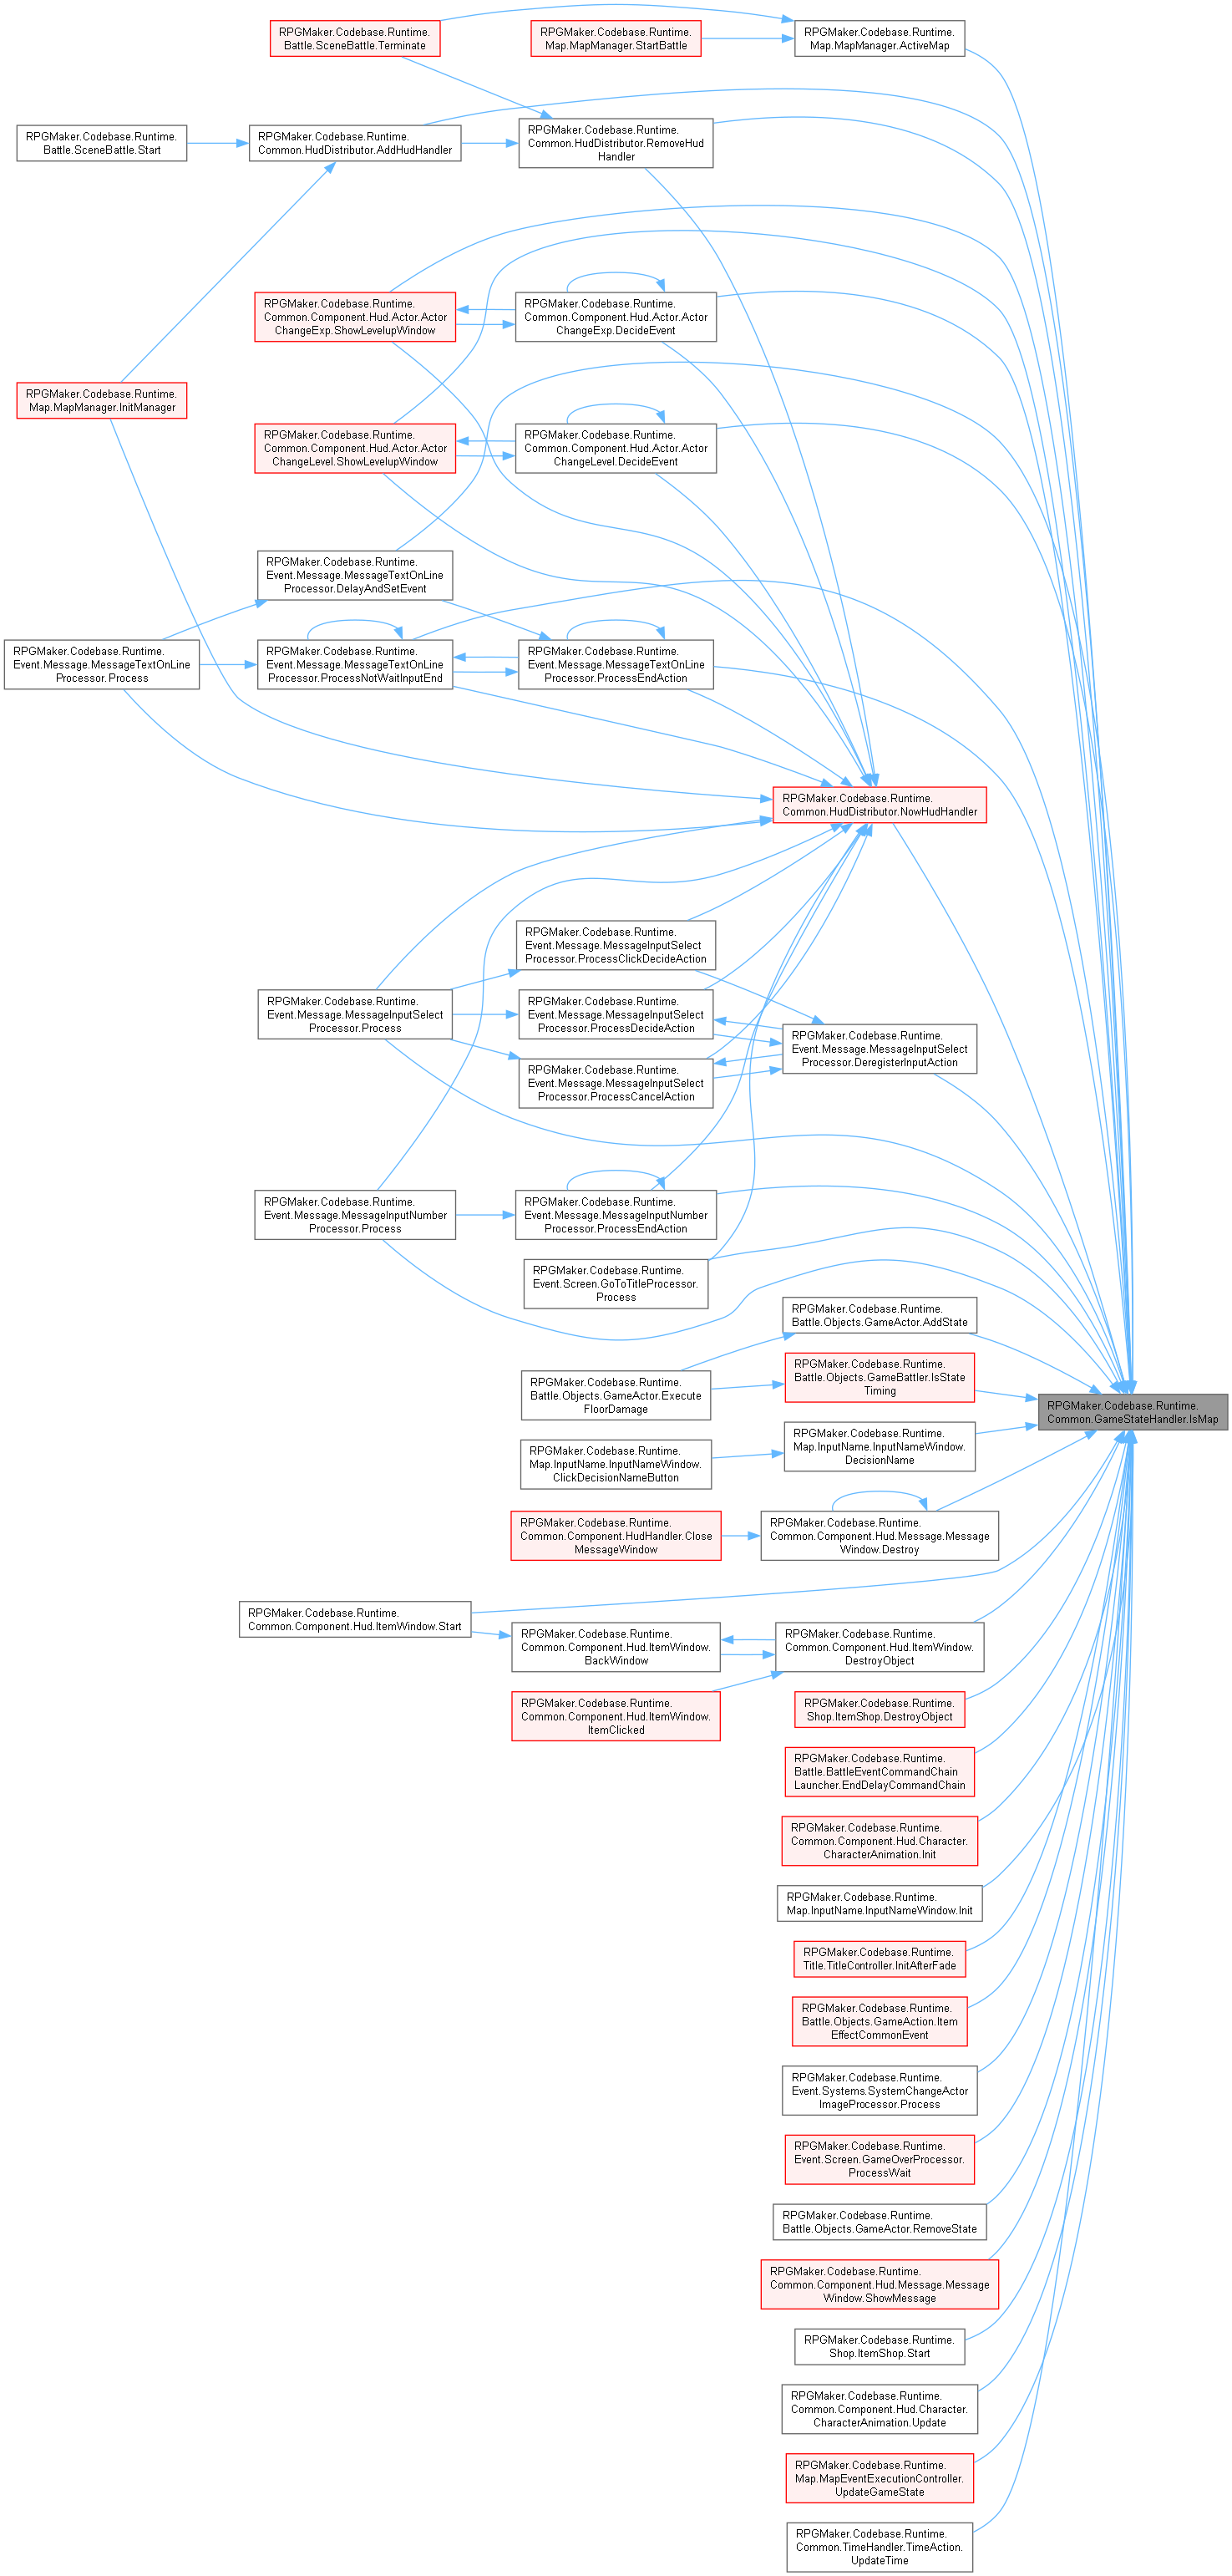 RPGMaker.Codebase.Runtime.
Battle.SceneBattle.Terminate
RPGMaker.Codebase.Runtime.
Map.MapManager.StartBattle
RPGMaker.Codebase.Runtime.
Map.MapManager.ActiveMap
RPGMaker.Codebase.Runtime.
Battle.SceneBattle.Start
RPGMaker.Codebase.Runtime.
Common.HudDistributor.AddHudHandler
RPGMaker.Codebase.Runtime.
Common.HudDistributor.RemoveHud
Handler
RPGMaker.Codebase.Runtime.
Common.Component.Hud.Actor.Actor
ChangeExp.ShowLevelupWindow
RPGMaker.Codebase.Runtime.
Common.Component.Hud.Actor.Actor
ChangeExp.DecideEvent
RPGMaker.Codebase.Runtime.
Map.MapManager.InitManager
RPGMaker.Codebase.Runtime.
Common.Component.Hud.Actor.Actor
ChangeLevel.ShowLevelupWindow
RPGMaker.Codebase.Runtime.
Common.Component.Hud.Actor.Actor
ChangeLevel.DecideEvent
RPGMaker.Codebase.Runtime.
Event.Message.MessageTextOnLine
Processor.DelayAndSetEvent
RPGMaker.Codebase.Runtime.
Event.Message.MessageTextOnLine
Processor.Process
RPGMaker.Codebase.Runtime.
Event.Message.MessageTextOnLine
Processor.ProcessNotWaitInputEnd
RPGMaker.Codebase.Runtime.
Event.Message.MessageTextOnLine
Processor.ProcessEndAction
RPGMaker.Codebase.Runtime.
Common.HudDistributor.NowHudHandler
RPGMaker.Codebase.Runtime.
Event.Message.MessageInputSelect
Processor.ProcessClickDecideAction
RPGMaker.Codebase.Runtime.
Event.Message.MessageInputSelect
Processor.Process
RPGMaker.Codebase.Runtime.
Event.Message.MessageInputSelect
Processor.ProcessDecideAction
RPGMaker.Codebase.Runtime.
Event.Message.MessageInputSelect
Processor.DeregisterInputAction
RPGMaker.Codebase.Runtime.
Event.Message.MessageInputSelect
Processor.ProcessCancelAction
RPGMaker.Codebase.Runtime.
Event.Message.MessageInputNumber
Processor.Process
RPGMaker.Codebase.Runtime.
Event.Message.MessageInputNumber
Processor.ProcessEndAction
RPGMaker.Codebase.Runtime.
Event.Screen.GoToTitleProcessor.
Process
RPGMaker.Codebase.Runtime.
Battle.Objects.GameActor.AddState
RPGMaker.Codebase.Runtime.
Battle.Objects.GameActor.Execute
FloorDamage
RPGMaker.Codebase.Runtime.
Battle.Objects.GameBattler.IsState
Timing
RPGMaker.Codebase.Runtime.
Common.GameStateHandler.IsMap
RPGMaker.Codebase.Runtime.
Map.InputName.InputNameWindow.
ClickDecisionNameButton
RPGMaker.Codebase.Runtime.
Map.InputName.InputNameWindow.
DecisionName
RPGMaker.Codebase.Runtime.
Common.Component.HudHandler.Close
MessageWindow
RPGMaker.Codebase.Runtime.
Common.Component.Hud.Message.Message
Window.Destroy
RPGMaker.Codebase.Runtime.
Common.Component.Hud.ItemWindow.Start
RPGMaker.Codebase.Runtime.
Common.Component.Hud.ItemWindow.
BackWindow
RPGMaker.Codebase.Runtime.
Common.Component.Hud.ItemWindow.
DestroyObject
RPGMaker.Codebase.Runtime.
Common.Component.Hud.ItemWindow.
ItemClicked
RPGMaker.Codebase.Runtime.
Shop.ItemShop.DestroyObject
RPGMaker.Codebase.Runtime.
Battle.BattleEventCommandChain
Launcher.EndDelayCommandChain
RPGMaker.Codebase.Runtime.
Common.Component.Hud.Character.
CharacterAnimation.Init
RPGMaker.Codebase.Runtime.
Map.InputName.InputNameWindow.Init
RPGMaker.Codebase.Runtime.
Title.TitleController.InitAfterFade
RPGMaker.Codebase.Runtime.
Battle.Objects.GameAction.Item
EffectCommonEvent
RPGMaker.Codebase.Runtime.
Event.Systems.SystemChangeActor
ImageProcessor.Process
RPGMaker.Codebase.Runtime.
Event.Screen.GameOverProcessor.
ProcessWait
RPGMaker.Codebase.Runtime.
Battle.Objects.GameActor.RemoveState
RPGMaker.Codebase.Runtime.
Common.Component.Hud.Message.Message
Window.ShowMessage
RPGMaker.Codebase.Runtime.
Shop.ItemShop.Start
RPGMaker.Codebase.Runtime.
Common.Component.Hud.Character.
CharacterAnimation.Update
RPGMaker.Codebase.Runtime.
Map.MapEventExecutionController.
UpdateGameState
RPGMaker.Codebase.Runtime.
Common.TimeHandler.TimeAction.
UpdateTime